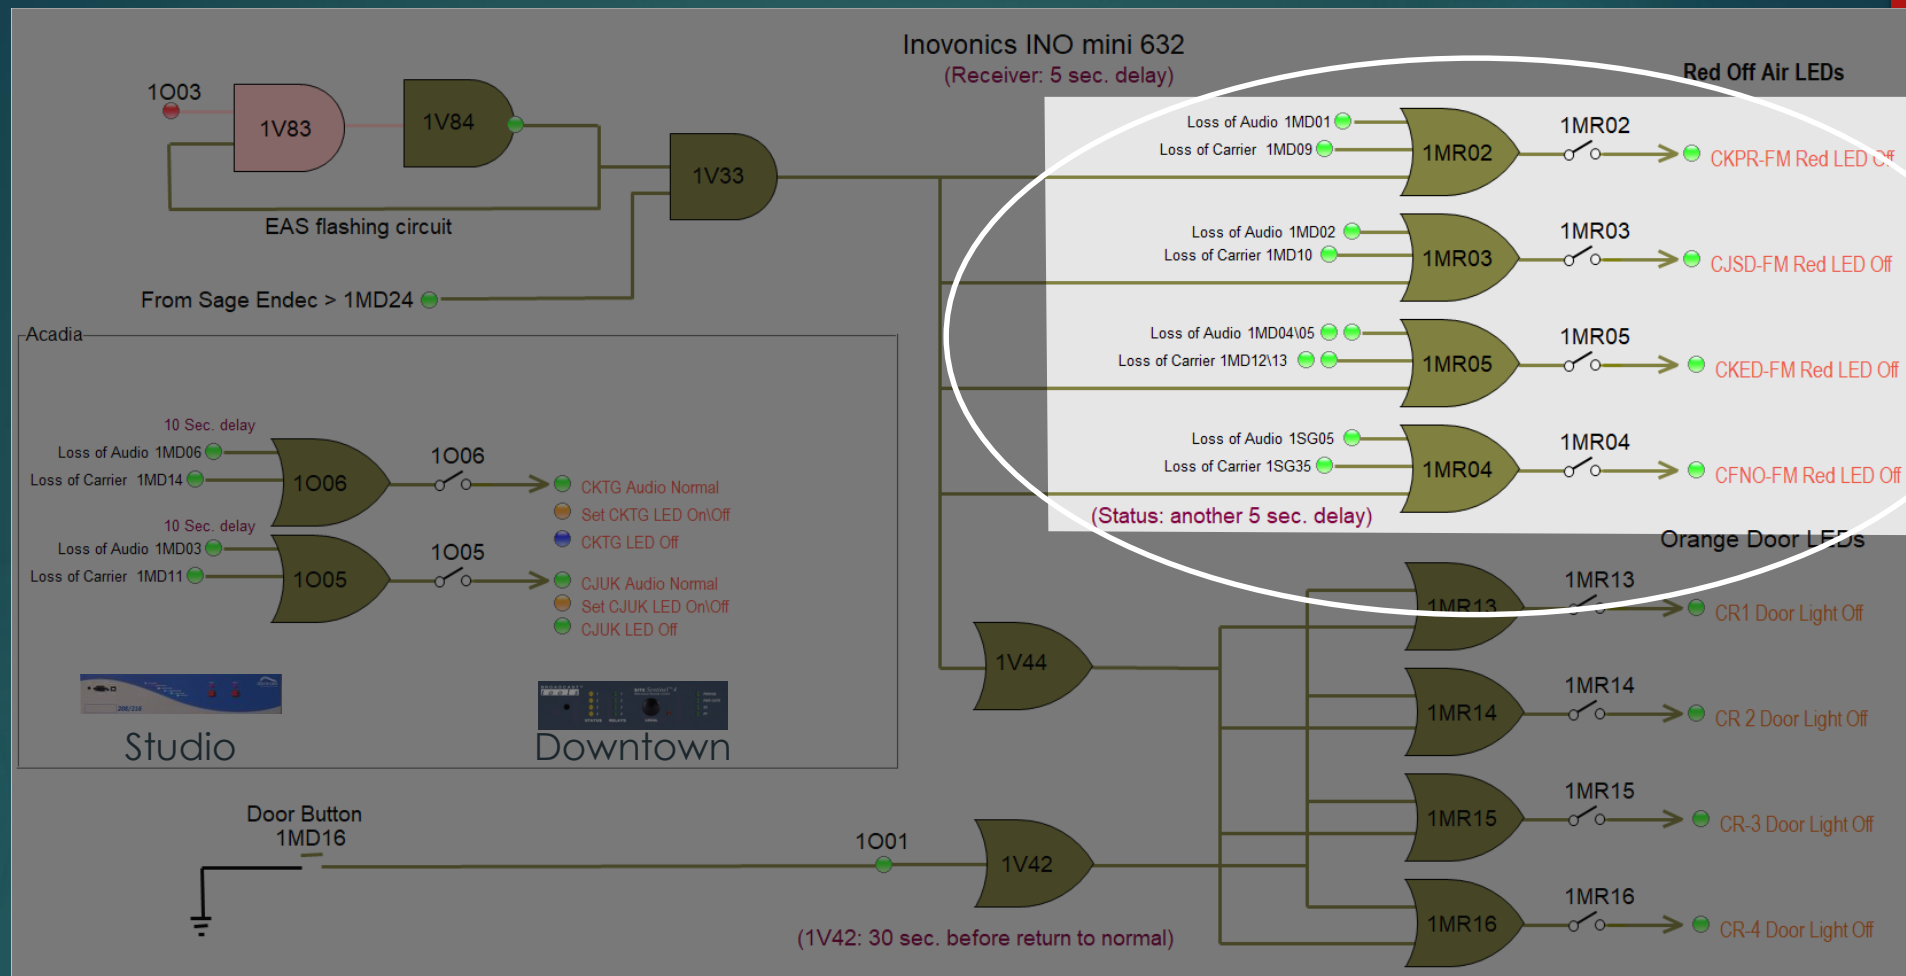 Inovonics INO mini 632
(Receiver: 5 sec. delay)
Red Off Air LEDs
1O03
1V83
1V84
1V33
EAS flashing circuit
From Sage Endec > 1MD24
Loss of Audio 1MD01
Loss of Carrier 1MD09
1MR02
1MR02
CKPR-FM Red LED Off
Loss of Audio 1MD02
Loss of Carrier 1MD10
1MR03
1MR03
CJSD-FM Red LED Off
Loss of Audio 1MD04\05
Loss of Carrier 1MD12\13
1MR05
1MR05
CKED-FM Red LED Off
Loss of Audio 1SG05
Loss of Carrier 1SG35
1MR04
1MR04
CFNO-FM Red LED Off
(Status: another 5 sec. delay)
Acadia
10 Sec. delay
Loss of Audio 1MD06
Loss of Carrier 1MD14
1O06
1O06
CKTG Audio Normal
Set CKTG LED On\Off
CKTG LED Off
10 Sec. delay
Loss of Audio 1MD03
Loss of Carrier 1MD11
1O05
1O05
CJUK Audio Normal
Set CJUK LED On\Off
CJUK LED Off
Studio
Downtown
Orange Door LEDs
1V44
1MR13
1MR13
CR1 Door Light Off
1MR14
1MR14
CR 2 Door Light Off
1MR15
1MR15
CR-3 Door Light Off
1MR16
1MR16
CR-4 Door Light Off
Door Button
1MD16
1O01
1V42
(1V42: 30 sec. before return to normal)